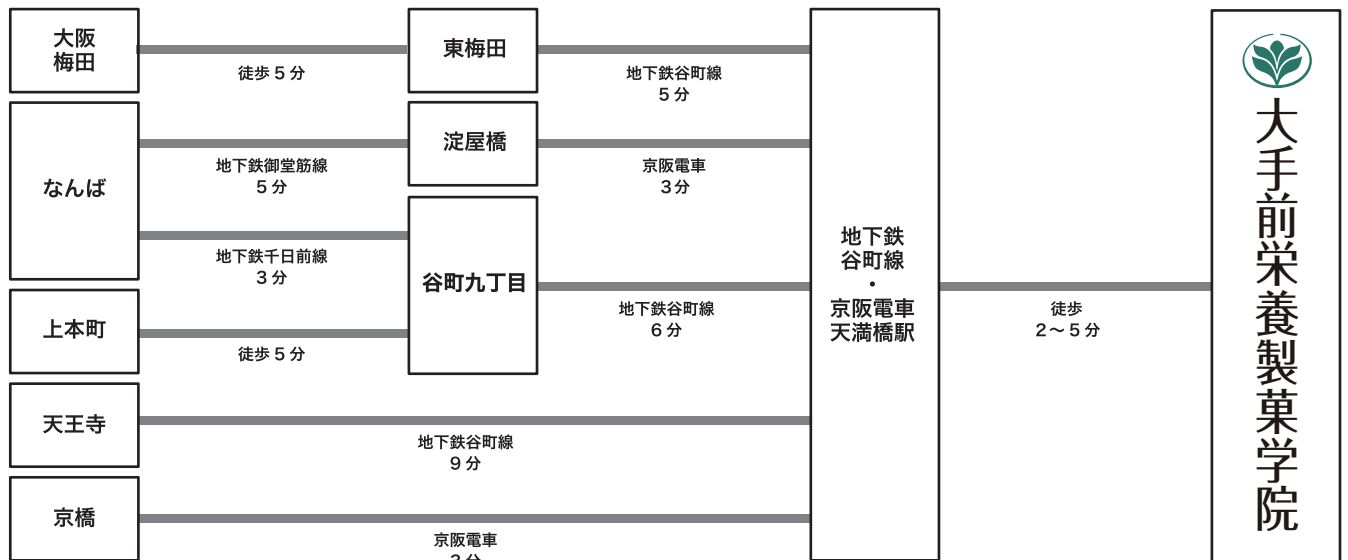 大阪
梅田
徒歩 5 分
東梅田
地下鉄谷町線
5 分
なんば
地下鉄御堂筋線
5 分
淀屋橋
京阪電車
3 分
地下鉄千日前線
3 分
谷町九丁目
地下鉄谷町線
6 分
上本町
徒歩 5 分
天王寺
地下鉄谷町線
9 分
京橋
京阪電車
地下鉄
谷町線
・
京阪電車
天満橋駅
徒歩
2～5 分
大手前栄養製菓学院